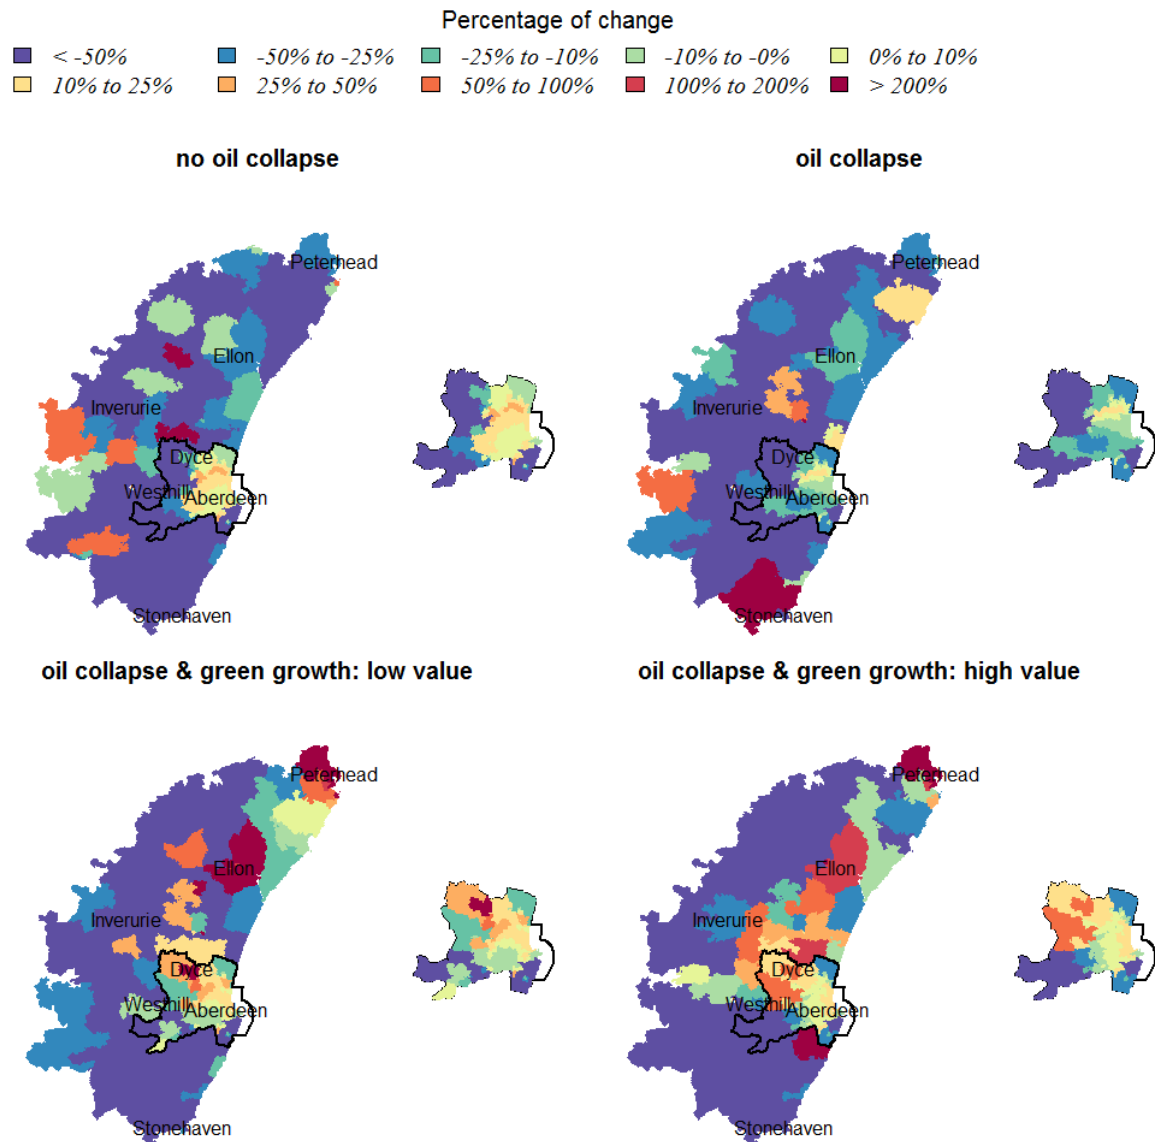 Percentage of change
< -50% -50% to -25% -25% to -10% -10% to -0% 0% to 10%
10% to 25% 25% to 50% 50% to 100% 100% to 200% > 200%
no oil collapse oil collapse
Peterhead Peterhead
Ellon Ellon
Inverurie Inverurie
Dyce Dyce
Westhill Aberdeen Westhill Aberdeen
Stonehaven Stonehaven
oil collapse & green growth: low value oil collapse & green growth: high value
Peterhead Peterhead
Ellon Ellon
Inverurie Inverurie
Dyce Dyce
Westhill Aberdeen Westhill Aberdeen
Stonehaven Stonehaven